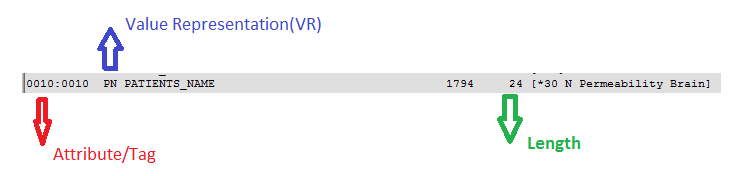 Value Representation(VR)
0010:0010 PN PATIENTS_NAME 1794 24 [*30 N Permeability Brain]
Attribute/Tag
Length